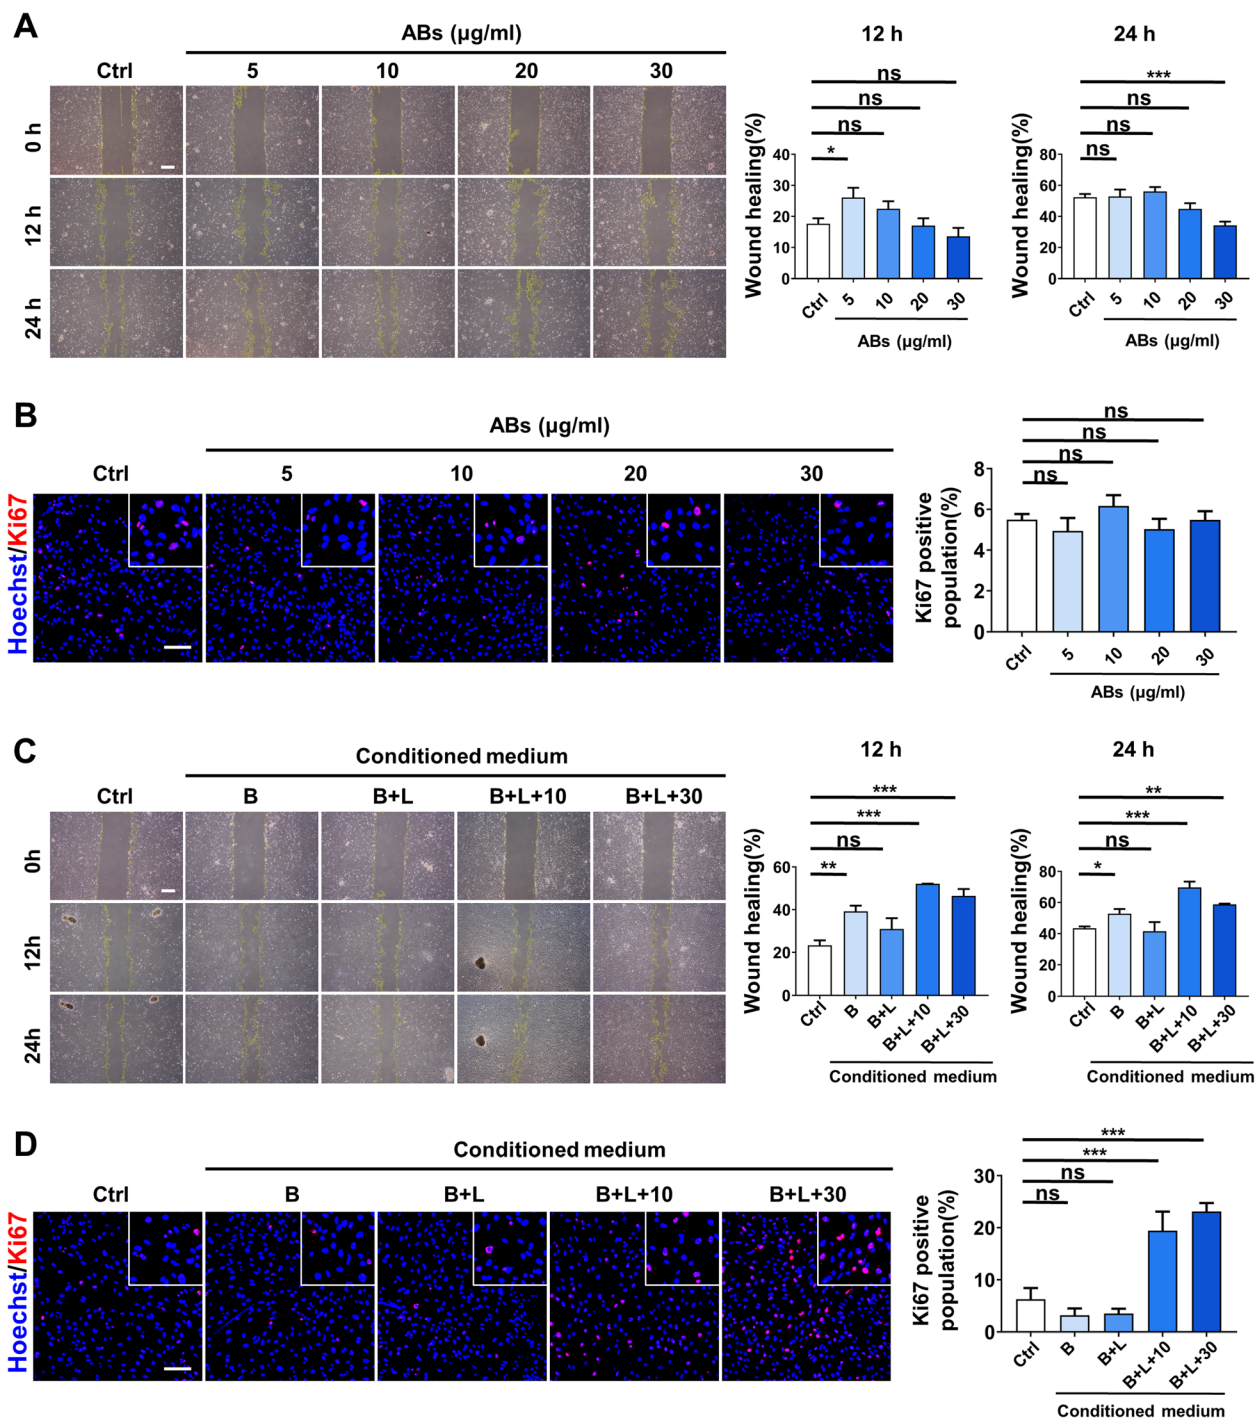 A
ABs (µg/ml)
Ctrl 5 10 20 30
0 h
12 h
24 h
12 h
ns
ns
ns
*
Wound healing(%)
40
30
20
10
0
Ctrl 5 10 20 30
ABs (µg/ml)
24 h
***
ns
ns
ns
Wound healing(%)
80
60
40
20
0
Ctrl 5 10 20 30
ABs (µg/ml)
B
ABs (µg/ml)
Ctrl 5 10 20 30
Hoechst/Ki67
ns
ns
ns
ns
Ki67 positive
population(%)
8
6
4
2
0
Ctrl 5 10 20 30
ABs (µg/ml)
C
Conditioned medium
Ctrl B B+L B+L+10 B+L+30
0h
12h
24h
12 h
***
***
ns
**
Wound healing(%)
60
40
20
0
Ctrl B B+L B+L+10 B+L+30
Conditioned medium
24 h
**
***
ns
*
Wound healing(%)
80
60
40
20
0
Ctrl B B+L B+L+10 B+L+30
Conditioned medium
D
Conditioned medium
Ctrl B B+L B+L+10 B+L+30
Hoechst/Ki67
***
***
ns
ns
Ki67 positive
population(%)
30
20
10
0
Ctrl B B+L B+L+10 B+L+30
Conditioned medium